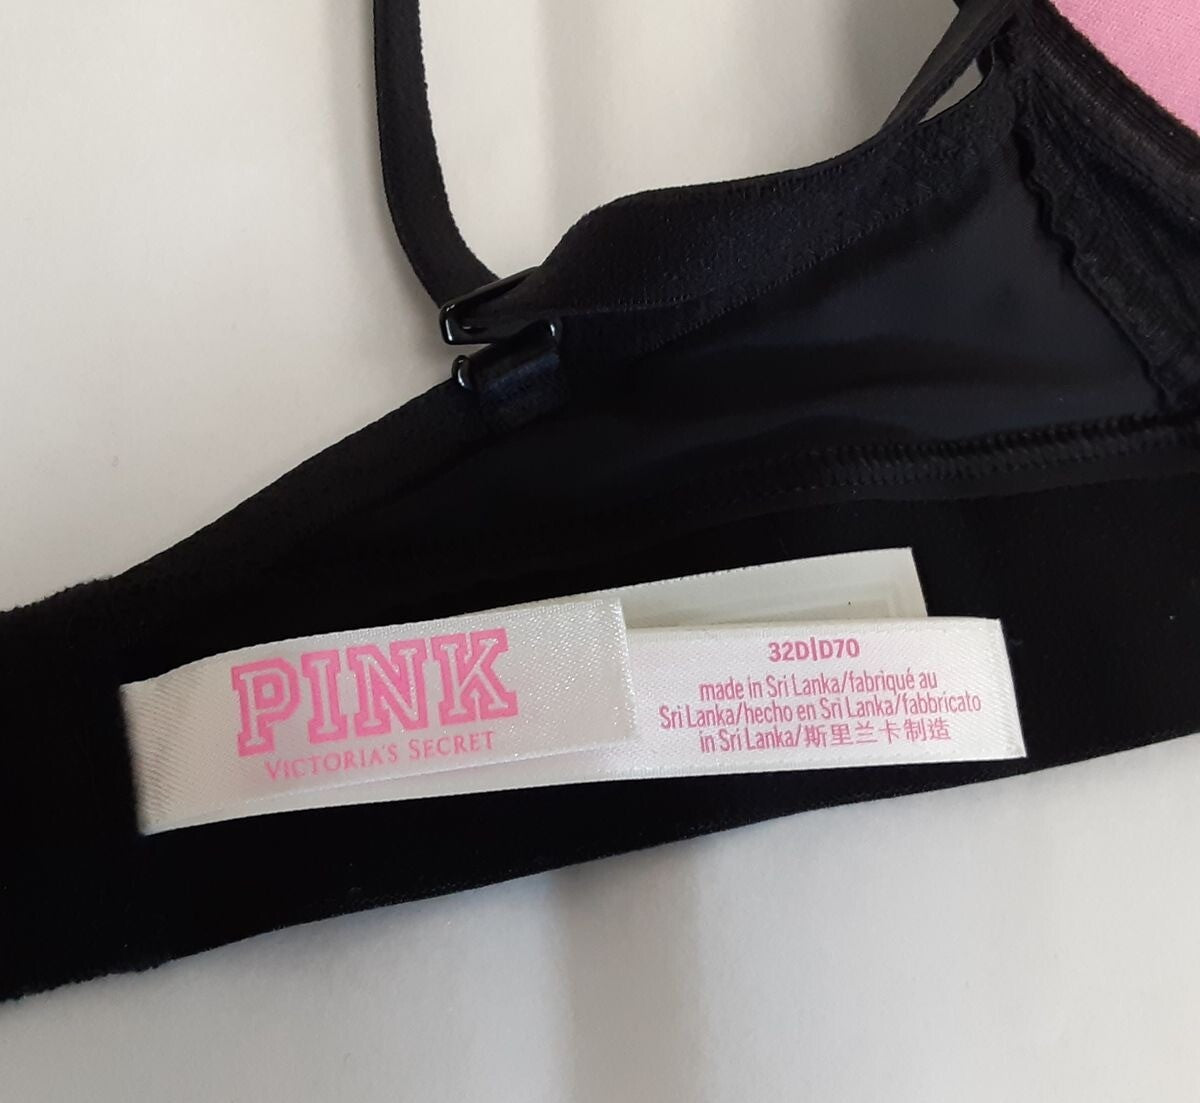 PINK
VICTORIA'S SECRET
32D|D70
made in Sri Lanka/fabriqué au
Sri Lanka/hecho en Sri Lanka/fabbricato
in Sri Lanka/斯里兰卡制造